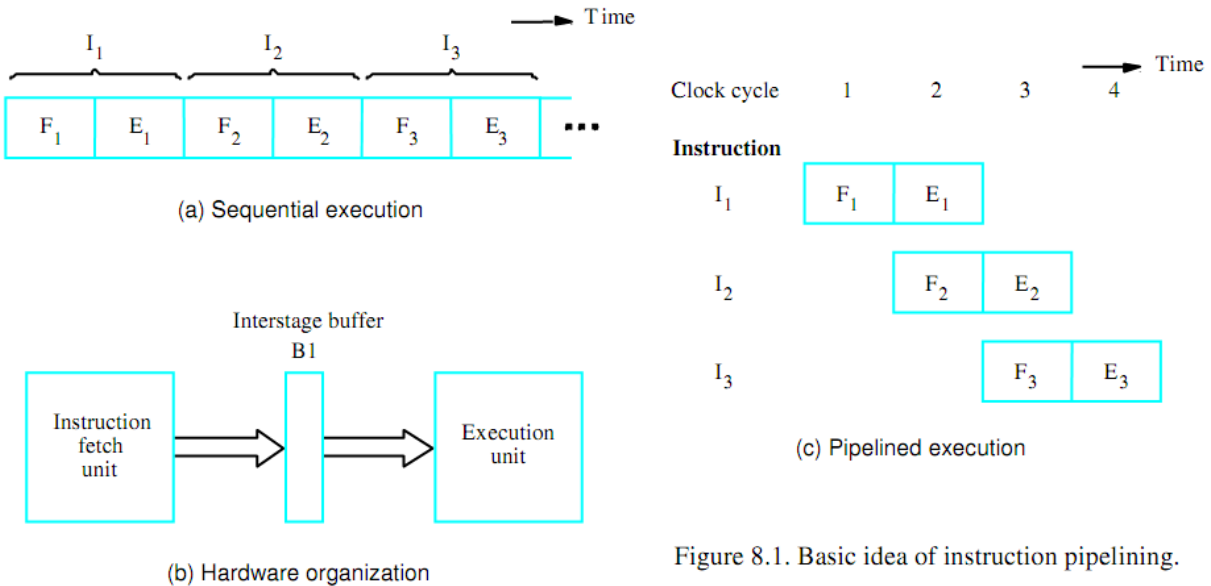 Time
I1 I2 I3
F1 E1 F2 E2 F3 E3
(a) Sequential execution
Interstage buffer
B1
Instruction
fetch
unit
Execution
unit
(b) Hardware organization
Time
Clock cycle 1 2 3 4
Instruction
I1 F1 E1
I2 F2 E2
I3 F3 E3
(c) Pipelined execution
Figure 8.1. Basic idea of instruction pipelining.